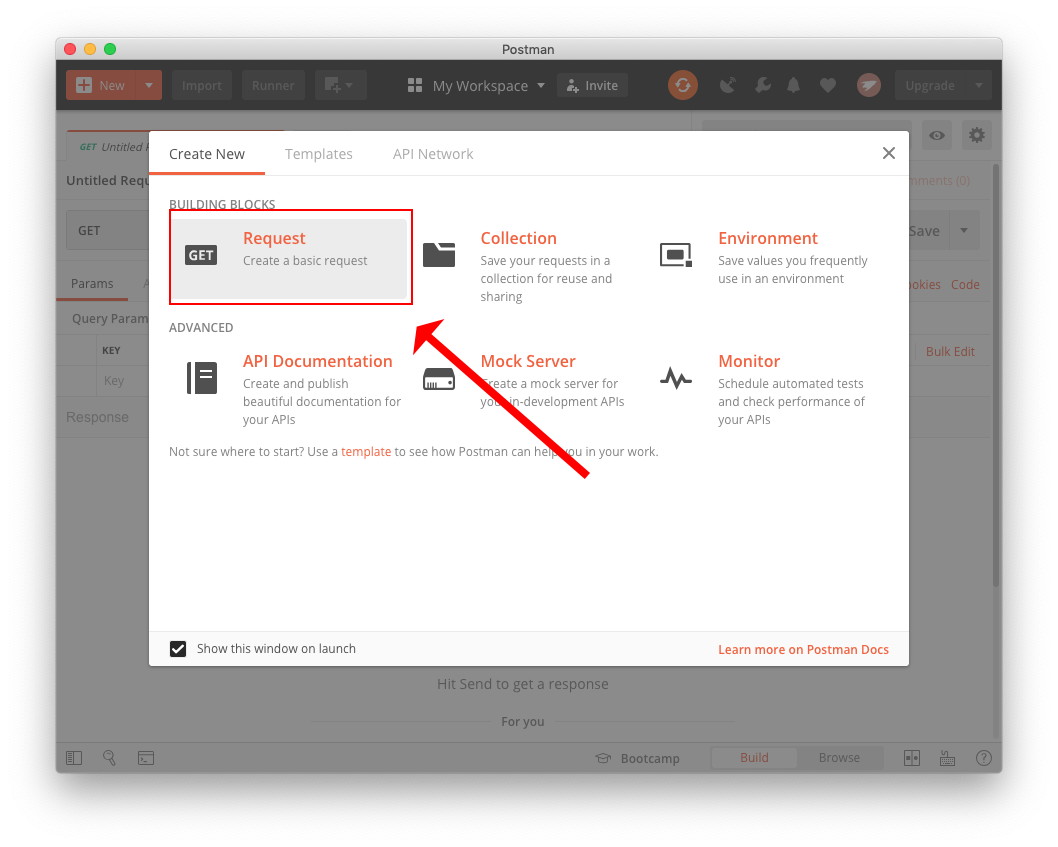 Postman
New
Import
Runner
My Workspace
Invite
Upgrade
GET Untitled R
Create New
Templates
API Network
Untitled Requ
mments (0)
BUILDING BLOCKS
GET
GET
Request
Create a basic request
Collection
Save your requests in a
collection for reuse and
sharing
Environment
Save values you frequently
use in an environment
Save
Params
A
ookies
Code
Query Param
ADVANCED
KEY
Bulk Edit
Key
API Documentation
Create and publish
beautiful documentation for
your APIs
Mock Server
Create a mock server for
your in-development APIs
Monitor
Schedule automated tests
and check performance of
your APIs
Response
Not sure where to start? Use a template to see how Postman can help you in your work.
Show this window on launch
Learn more on Postman Docs
Hit Send to get a response
For you
Bootcamp
Build
Browse